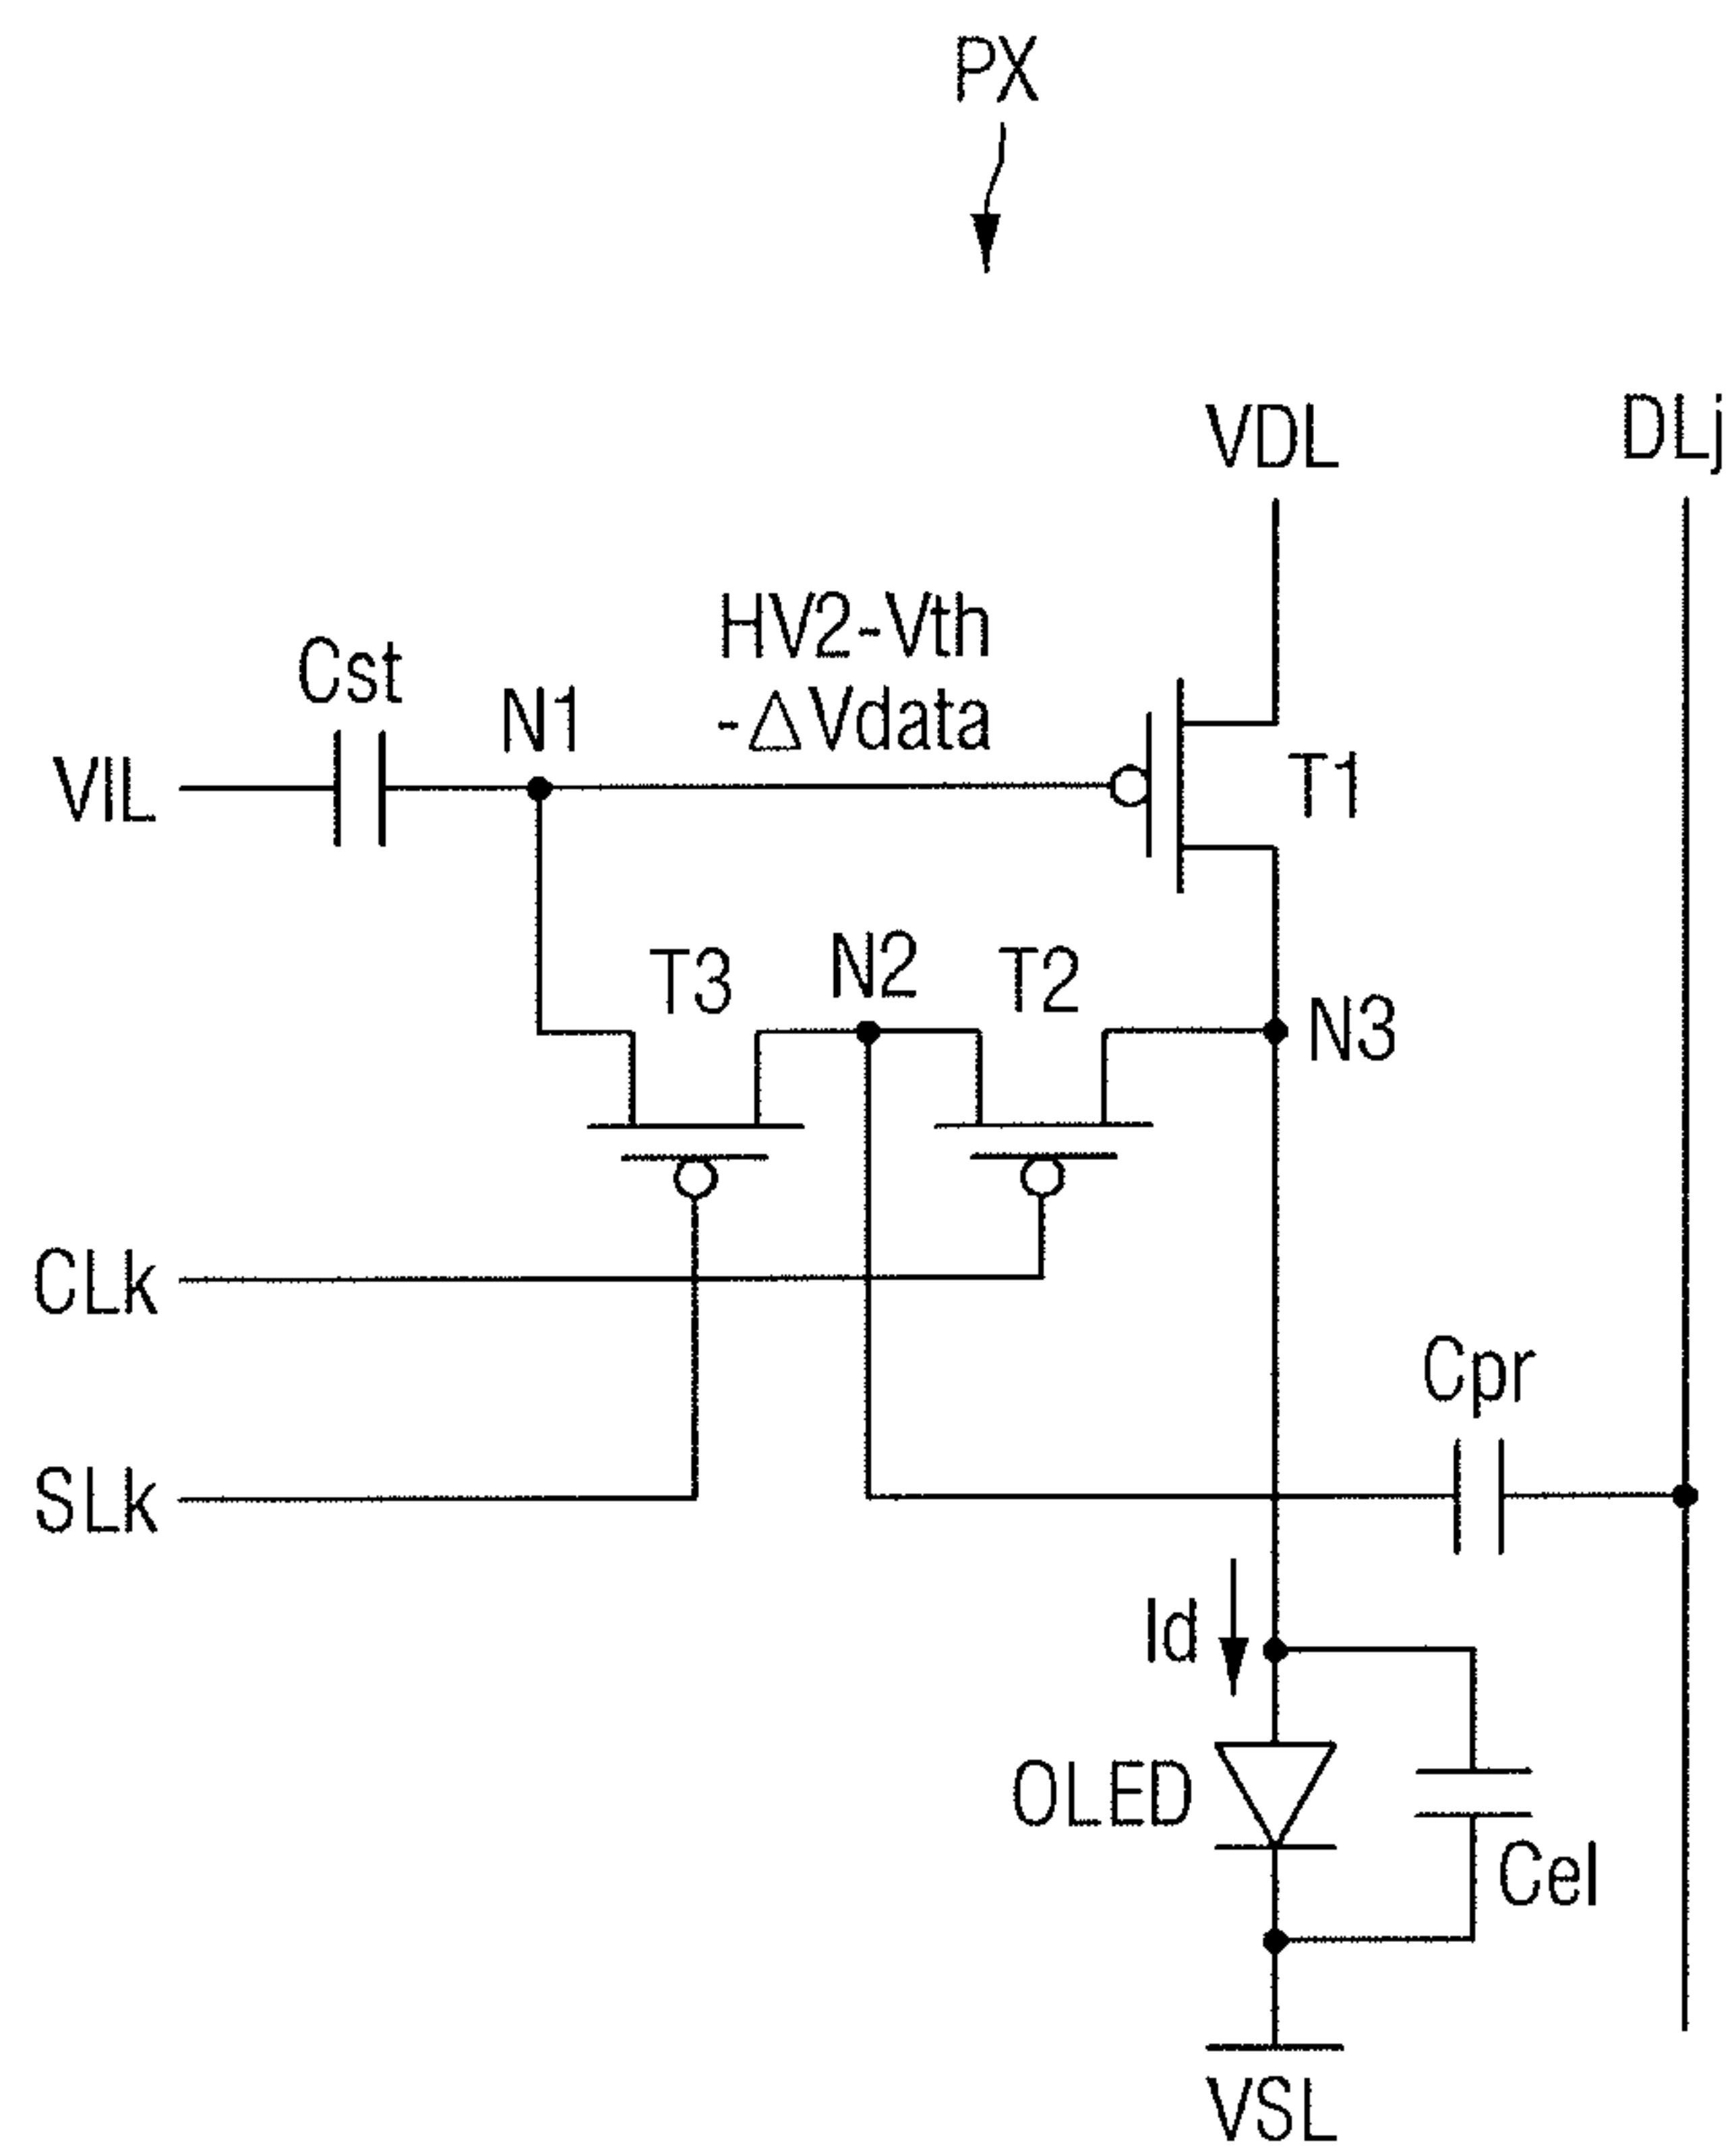 PX
VDL
DLj
HV2-Vth
-△Vdata
Cst
N1
VIL
T1
T3
N2
T2
N3
CLk
Cpr
SLk
Id
OLED
Cel
VSL